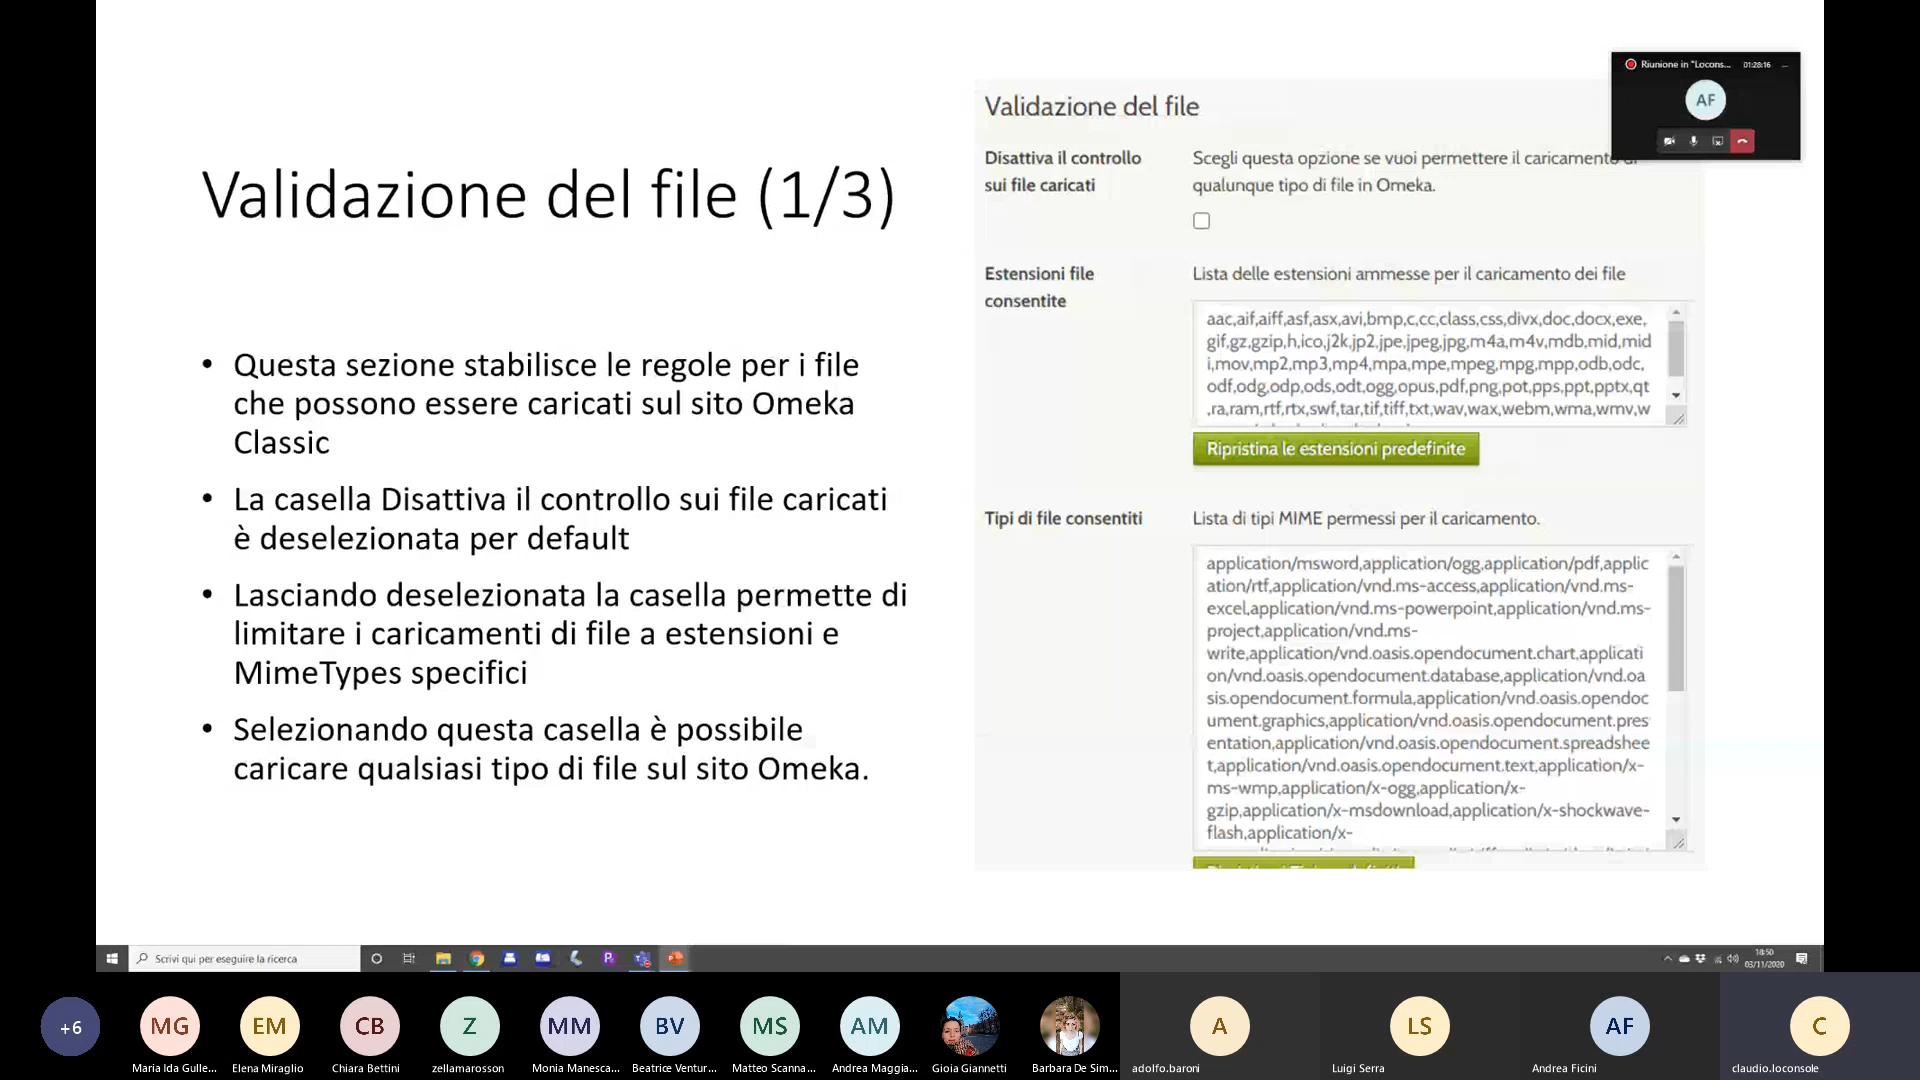 Validazione del file (1/3)
• Questa sezione stabilisce le regole per i file
che possono essere caricati sul sito Omeka
Classic
• La casella Disattiva il controllo sui file caricati
è deselezionata per default
• Lasciando deselezionata la casella permette di
limitare i caricamenti di file a estensioni e
MimeTypes specifici
• Selezionando questa casella è possibile
caricare qualsiasi tipo di file sul sito Omeka.
Validazione del file
Disattiva il controllo
sui file caricati
Scegli questa opzione se vuoi permettere il caricamento di
qualunque tipo di file in Omeka.
Estensioni file
consentite
Lista delle estensioni ammesse per il caricamento dei file
aac,aif,aiff,asf,asx,avi,bmp,c,cc,class,css,divx,doc,docx,exe,
gif,gz,gzip,h,ico,j2k,jp2,jpe,jpeg,jpg,m4a,m4v,mdb,mid,mid
i,mov,mp2,mp3,mp4,mpa,mpe,mpeg,mpg,mpp,odb,odc,
odf,odg,odp,ods,odt,ogg,opus,pdf,png,pot,pps,ppt,pptx,qt
,ra,ram,rtf,rtx,swf,tar,tif,tiff,txt,wav,wax,webm,wma,wmv,w
Ripristina le estensioni predefinite
Tipi di file consentiti
Lista di tipi MIME permessi per il caricamento.
application/msword,application/ogg,application/pdf,applic
ation/rtf,application/vnd.ms-access,application/vnd.ms-
excel,application/vnd.ms-powerpoint,application/vnd.ms-
project,application/vnd.ms-
write,application/vnd.oasis.opendocument.chart,applicati
on/vnd.oasis.opendocument.database,application/vnd.oa
sis.opendocument.formula,application/vnd.oasis.opendoc
ument.graphics,application/vnd.oasis.opendocument.pres
entation,application/vnd.oasis.opendocument.spreadshee
t,application/vnd.oasis.opendocument.text,application/x-
ms-wmp,application/x-ogg,application/x-
gzip,application/x-msdownload,application/x-shockwave-
flash,application/x-
Riunione in "Locons... 01:28:16
AF
Scrivi qui per eseguire la ricerca
18:50
03/11/2020
+6
MG
EM
CB
Z
MM
BV
MS
AM
A
LS
AF
C
Maria Ida Gulle...
Elena Miraglio
Chiara Bettini
zellamarosson
Monia Manesca...
Beatrice Ventur...
Matteo Scanna...
Andrea Maggia...
Gioia Giannetti
Barbara De Sim...
adolfo.baroni
Luigi Serra
Andrea Ficini
claudio.loconsole